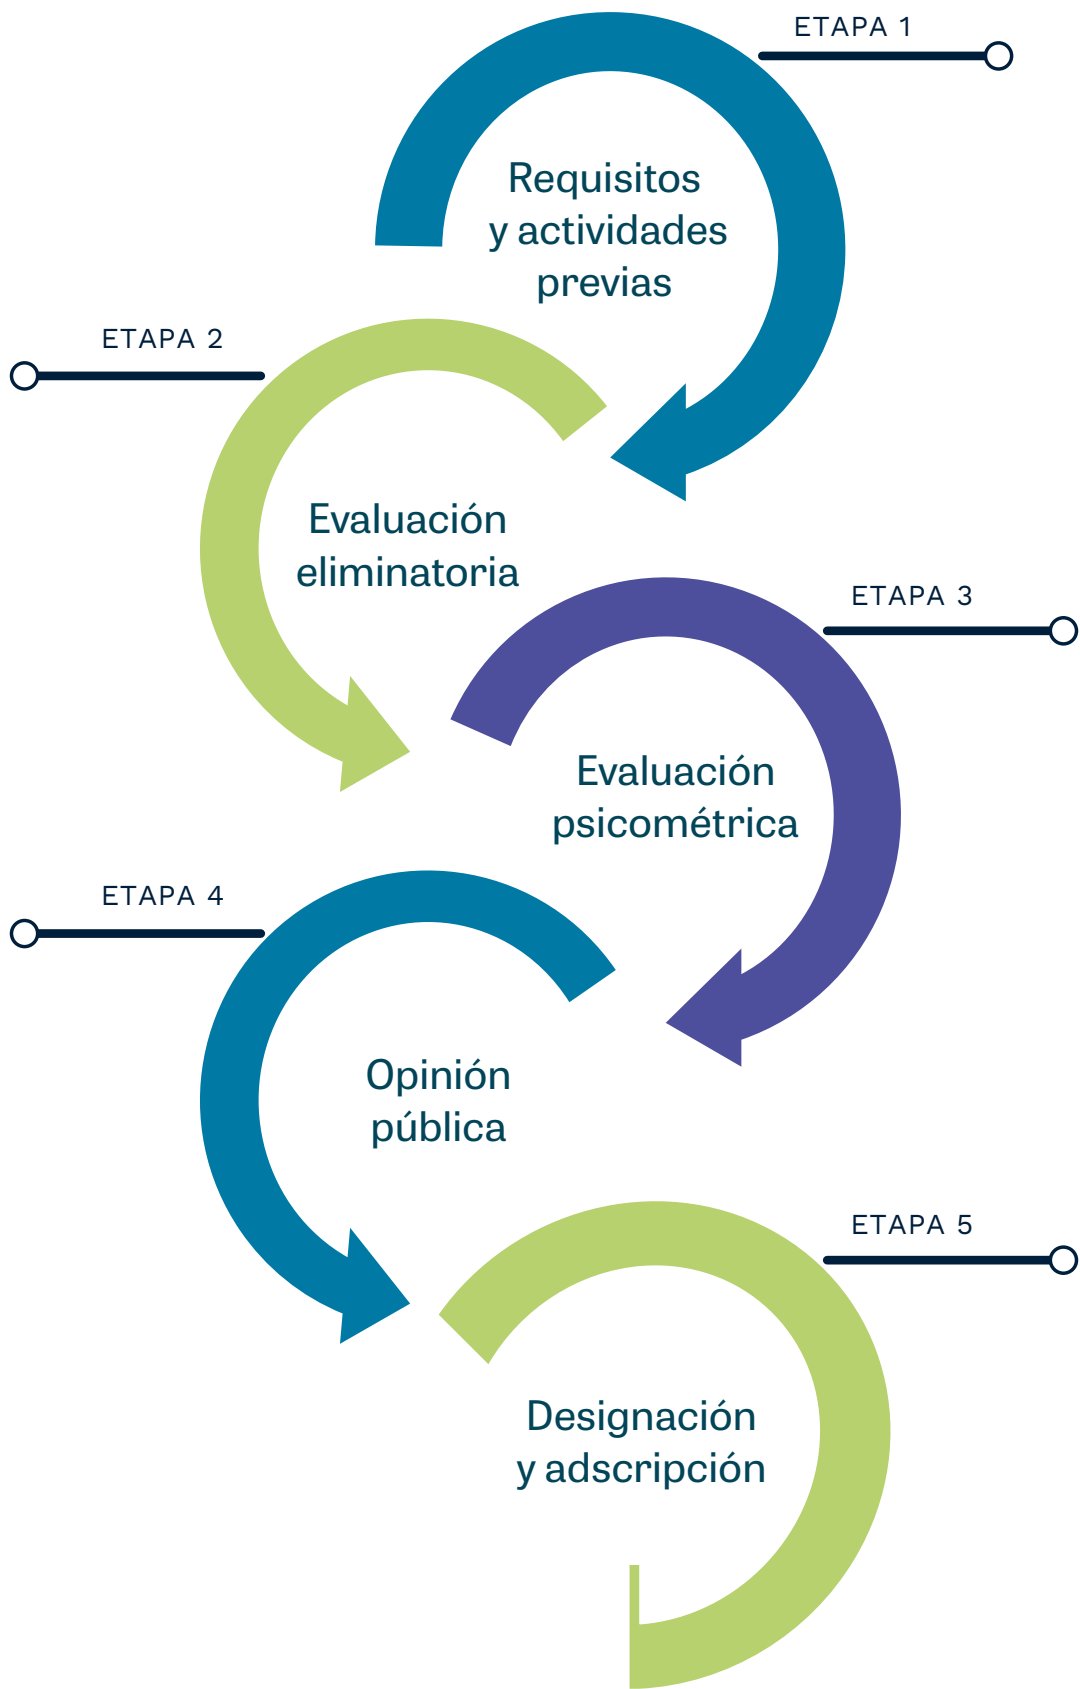 ETAPA 1
Requisitos
y actividades
previas
ETAPA 2
Evaluación
eliminatoria
ETAPA 3
Evaluación
psicométrica
ETAPA 4
Opinión
pública
ETAPA 5
Designación
y adscripción